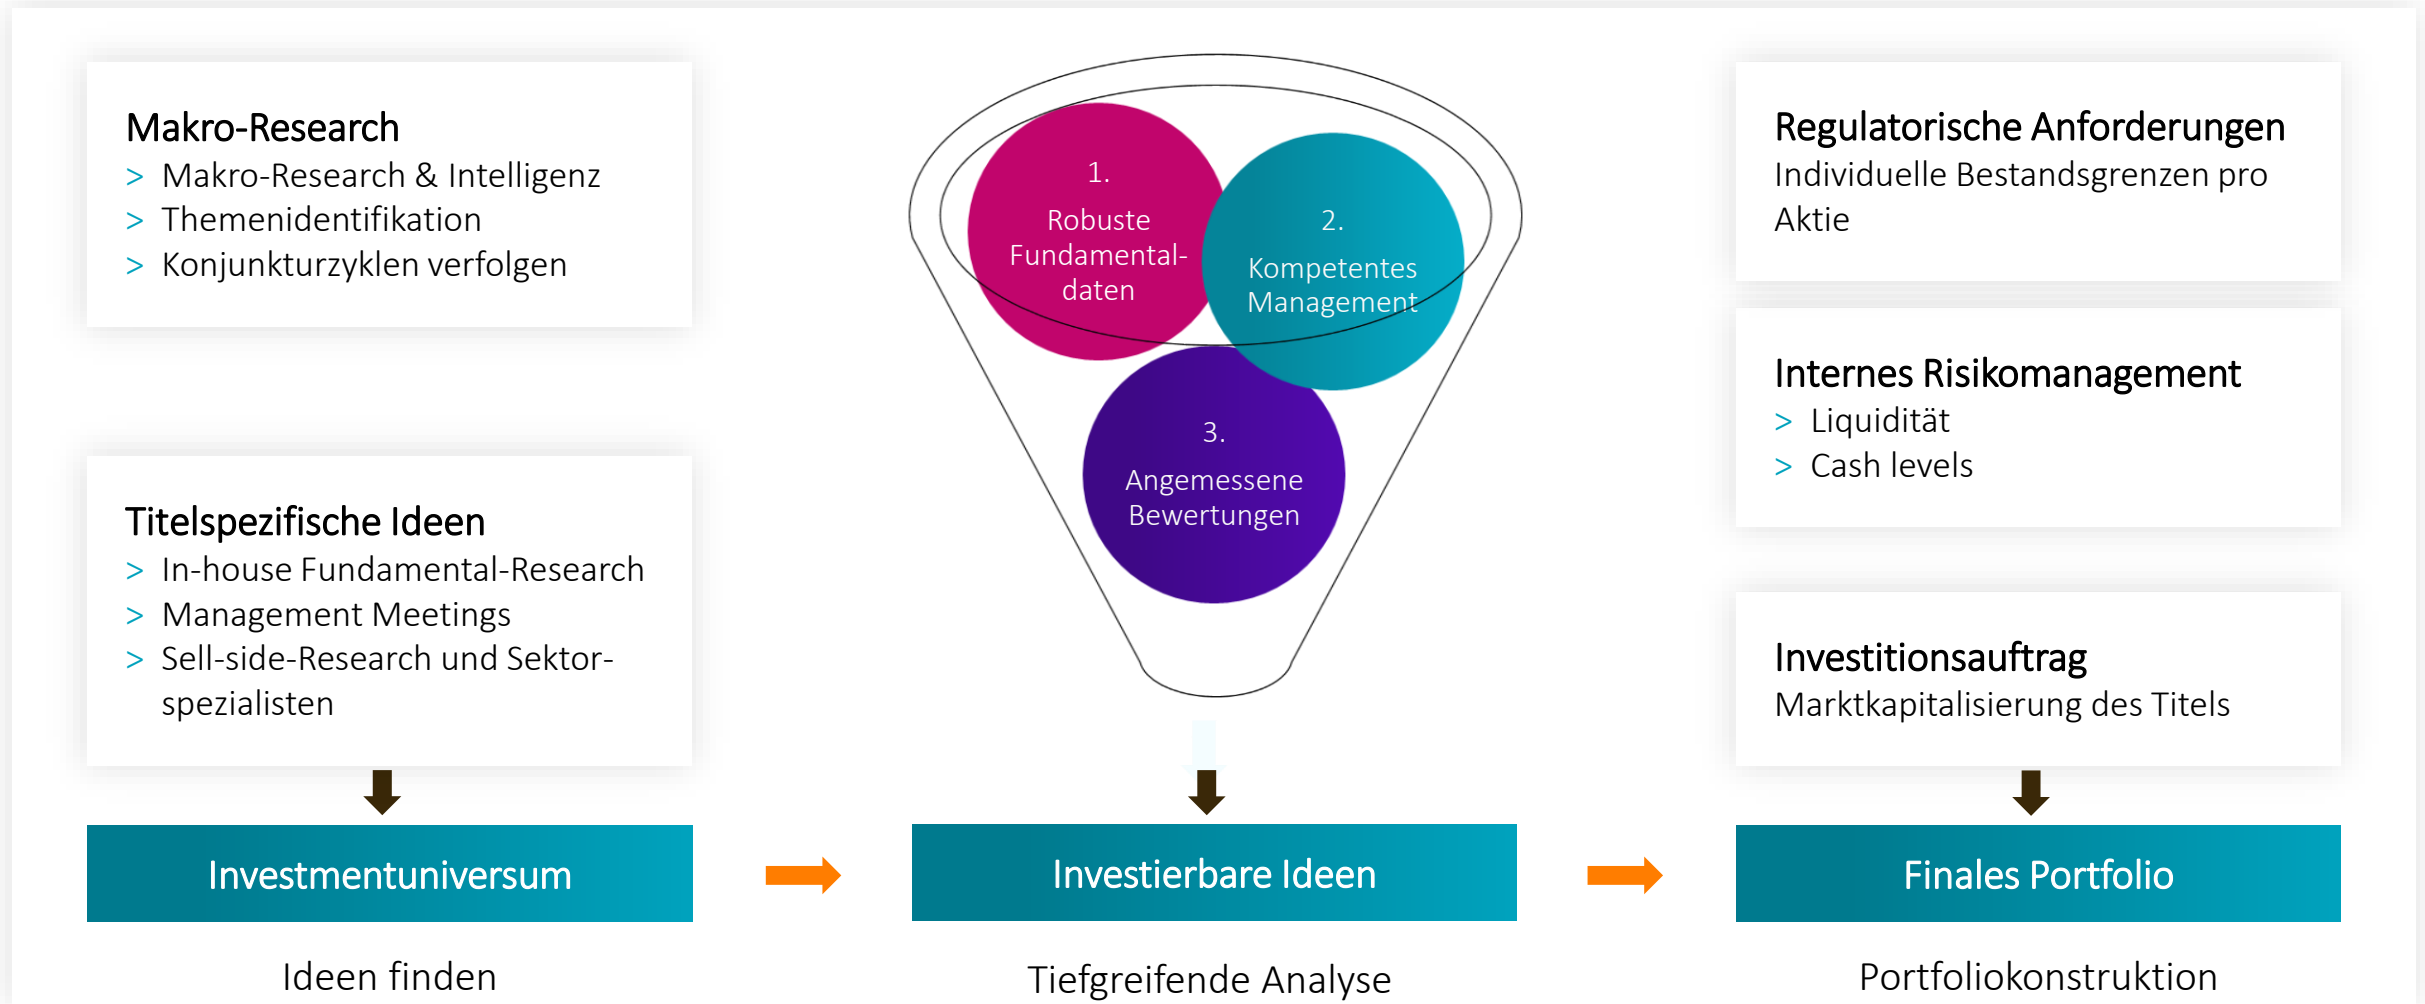 Makro-Research
> Makro-Research & Intelligenz
> Themenidentifikation
> Konjunkturzyklen verfolgen
Titelspezifische Ideen
> In-house Fundamental-Research
> Management Meetings
> Sell-side-Research und Sektor-
spezialisten
Investmentuniversum
Ideen finden
1.
Robuste
Fundamental-
daten
2.
Kompetentes
Management
3.
Angemessene
Bewertungen
Investierbare Ideen
Tiefgreifende Analyse
Regulatorische Anforderungen
Individuelle Bestandsgrenzen pro
Aktie
Internes Risikomanagement
> Liquidität
> Cash levels
Investitionsauftrag
Marktkapitalisierung des Titels
Finales Portfolio
Portfoliokonstruktion